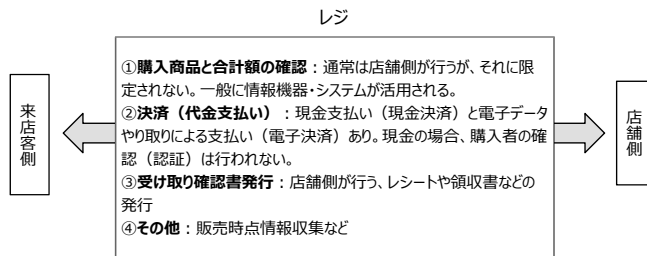 レジ
①購入商品と合計額の確認：通常は店舗側が行うが、それに限
定されない。一般に情報機器・システムが活用される。
②決済（代金支払い）：現金支払い（現金決済）と電子データ
やり取りによる支払い（電子決済）あり。現金の場合、購入者の確
認（認証）は行われない。
③受け取り確認書発行：店舗側が行う、レシートや領収書などの
発行
④その他：販売時点情報収集など
来店客側
店舗側